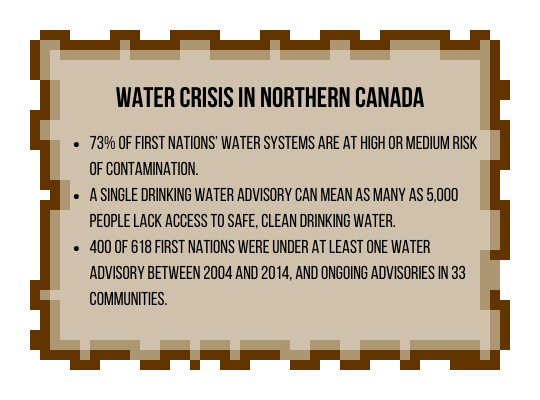 WATER CRISIS IN NORTHERN CANADA
• 73% OF FIRST NATIONS' WATER SYSTEMS ARE AT HIGH OR MEDIUM RISK
OF CONTAMINATION.
• A SINGLE DRINKING WATER ADVISORY CAN MEAN AS MANY AS 5,000
PEOPLE LACK ACCESS TO SAFE, CLEAN DRINKING WATER.
• 400 OF 618 FIRST NATIONS WERE UNDER AT LEAST ONE WATER
ADVISORY BETWEEN 2004 AND 2014, AND ONGOING ADVISORIES IN 33
COMMUNITIES.